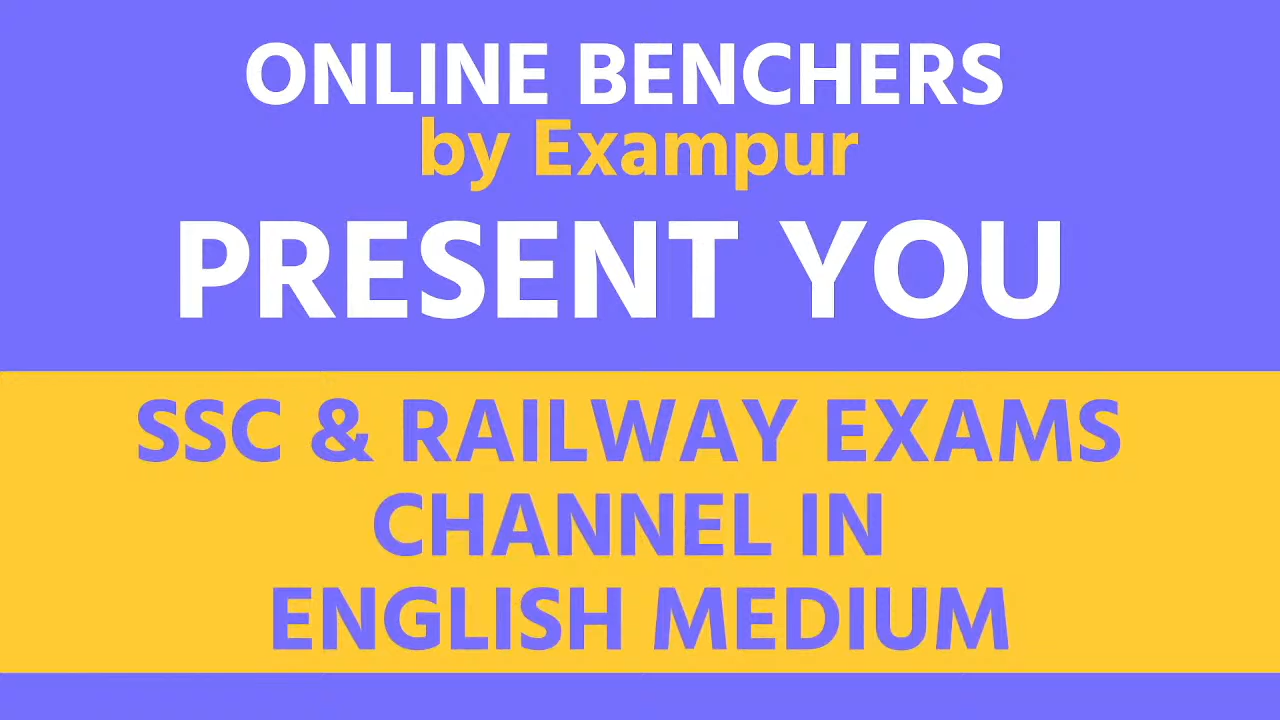 ONLINE BENCHERS
by Exampur
PRESENT YOU
SSC & RAILWAY EXAMS
CHANNEL IN
ENGLISH MEDIUM